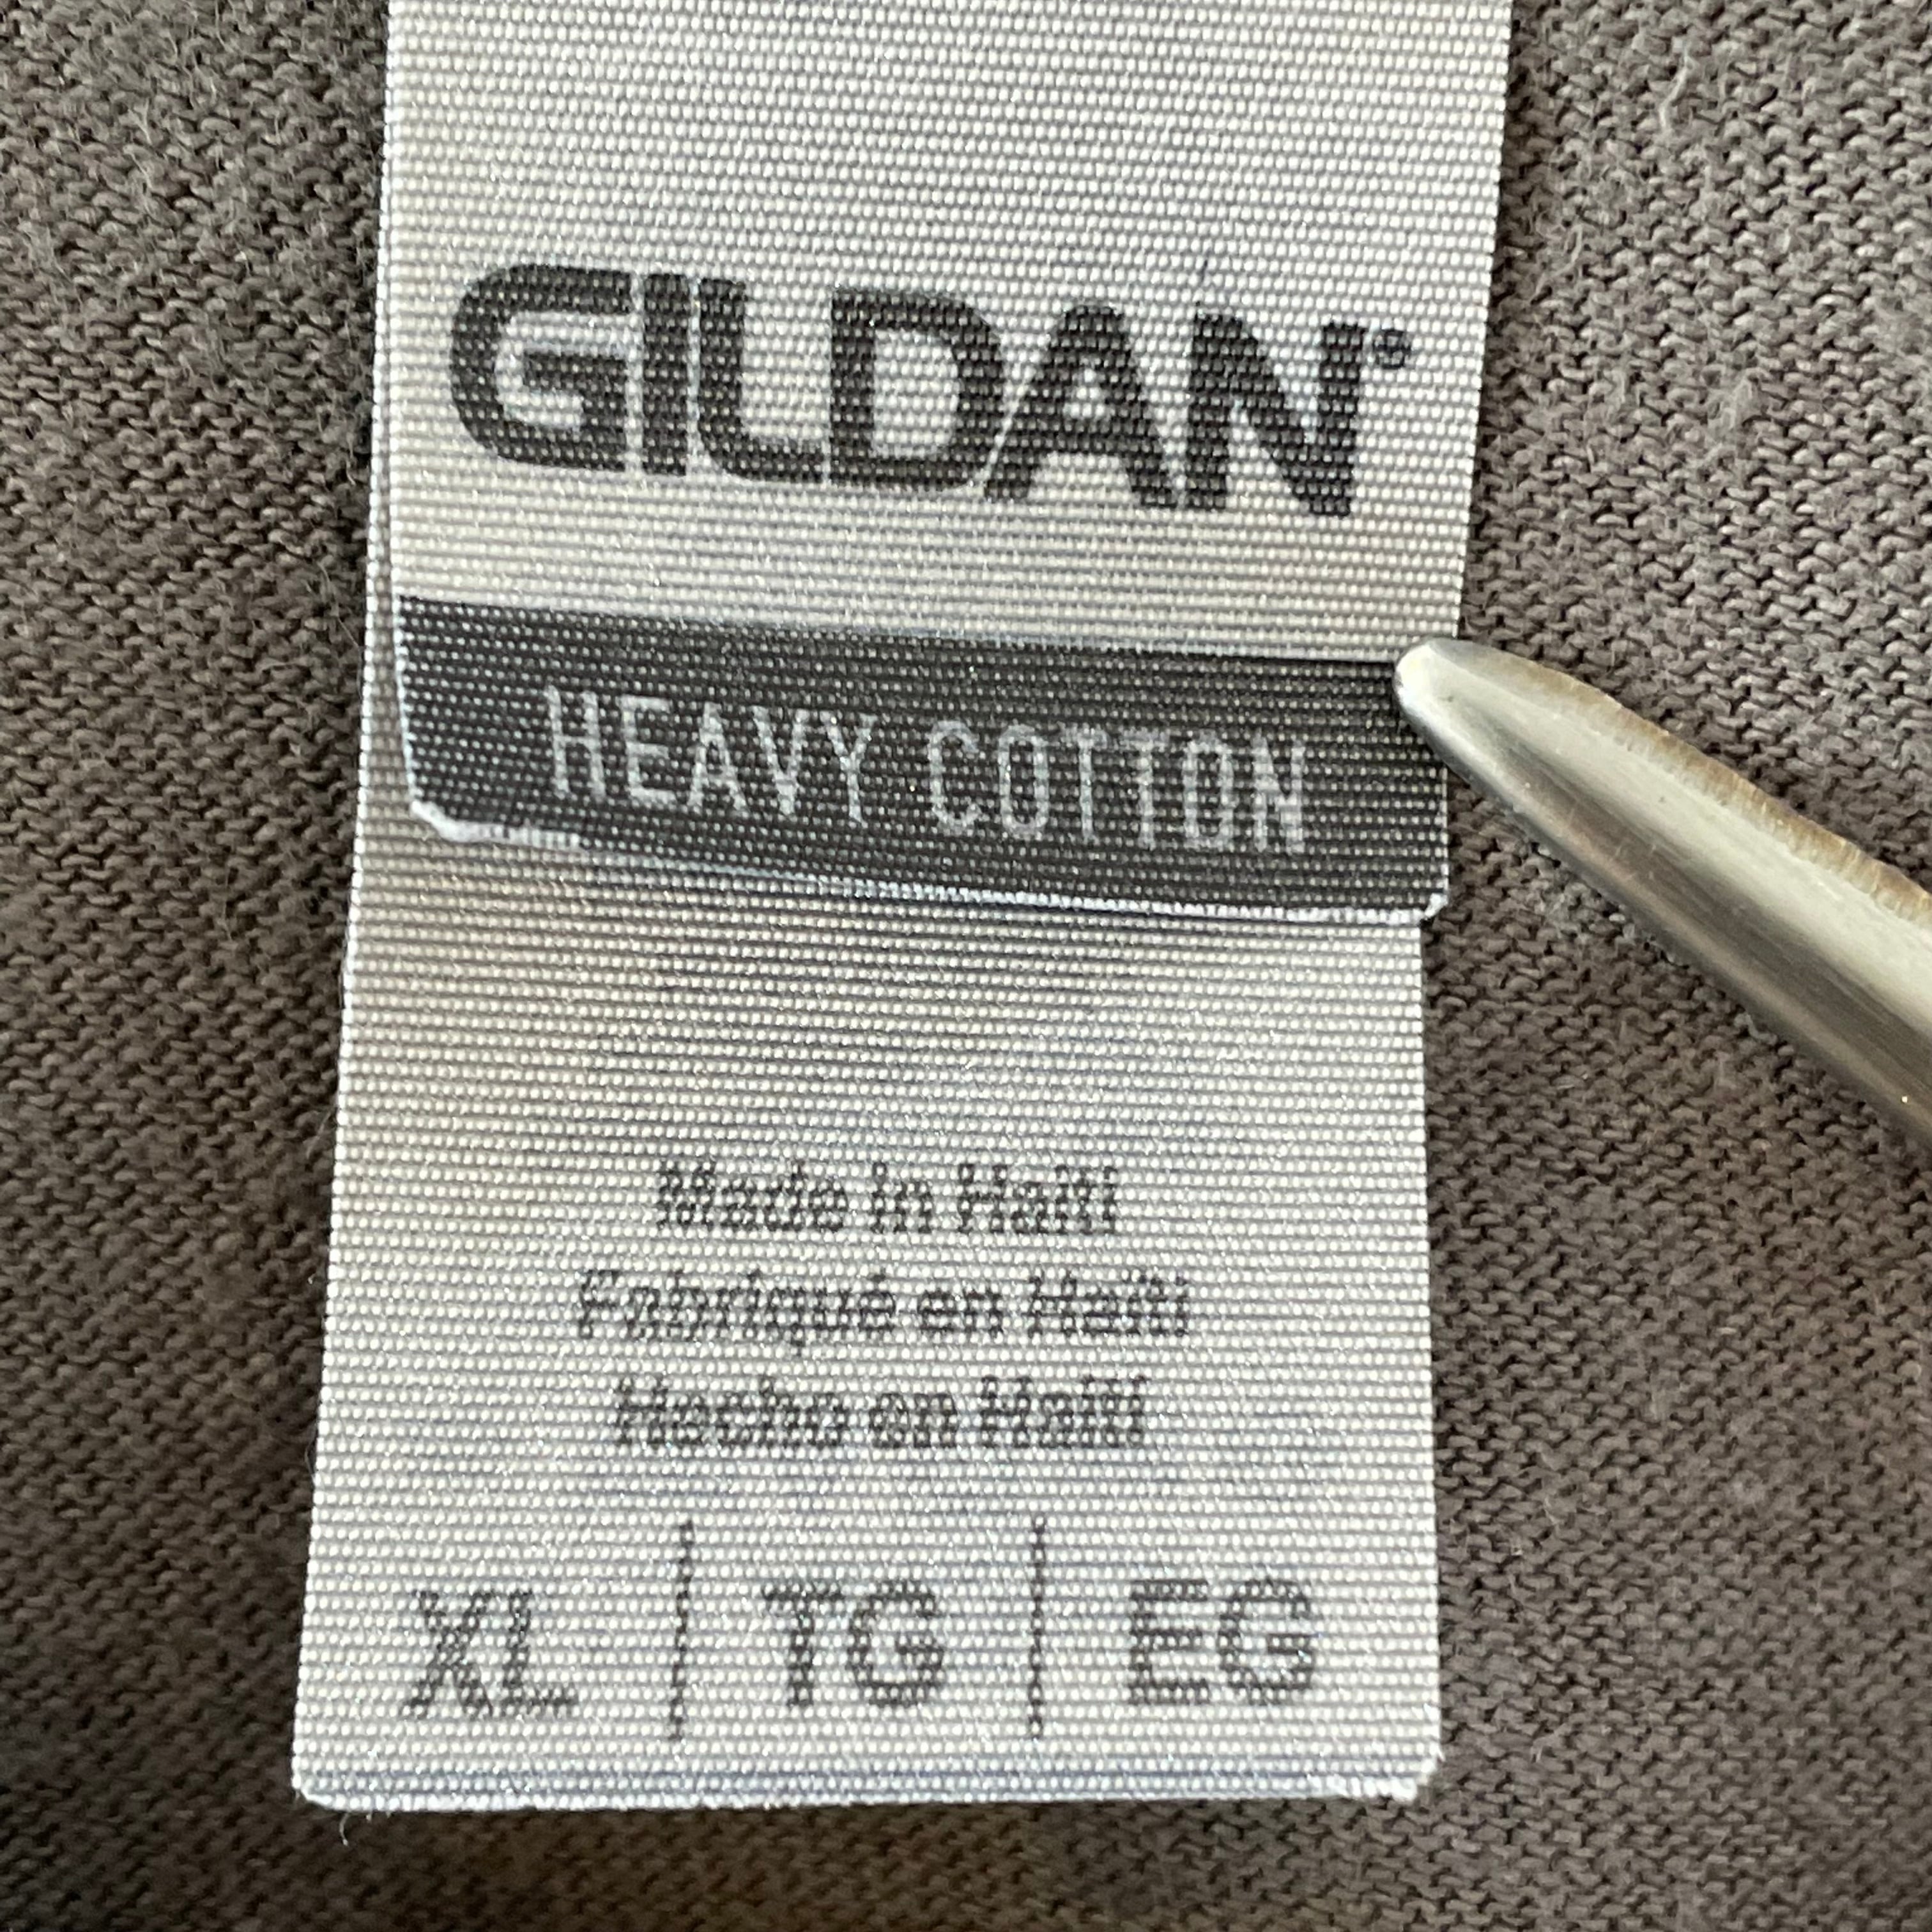 GILDAN®
HEAVY COTTON
Made in Haiti
Fabriqué en Haïti
Hecho en Haití
XL | TG | EG